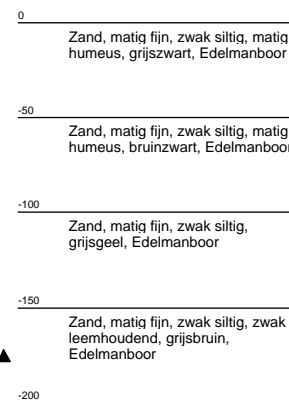 0
Zand, matig fijn, zwak siltig, matig
humeus, grijszwart, Edelmanboor
-50
Zand, matig fijn, zwak siltig, matig
humeus, bruinzwart, Edelmanboor
-100
Zand, matig fijn, zwak siltig,
grijsgeel, Edelmanboor
-150
Zand, matig fijn, zwak siltig, zwak
leemhoudend, grijsbruin,
Edelmanboor
-200